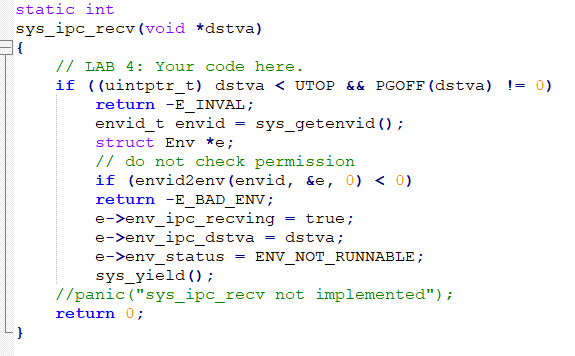 static int
sys_ipc_recv(void *dstva)
{
    // LAB 4: Your code here.
    if ((uintptr_t) dstva < UTOP && PGOFF(dstva) != 0)
        return -E_INVAL;
        envid_t envid = sys_getenvid();
        struct Env *e;
        // do not check permission
        if (envid2env(envid, &e, 0) < 0)
        return -E_BAD_ENV;
        e->env_ipc_recving = true;
        e->env_ipc_dstva = dstva;
        e->env_status = ENV_NOT_RUNNABLE;
        sys_yield();
    //panic("sys_ipc_recv not implemented");
    return 0;
}